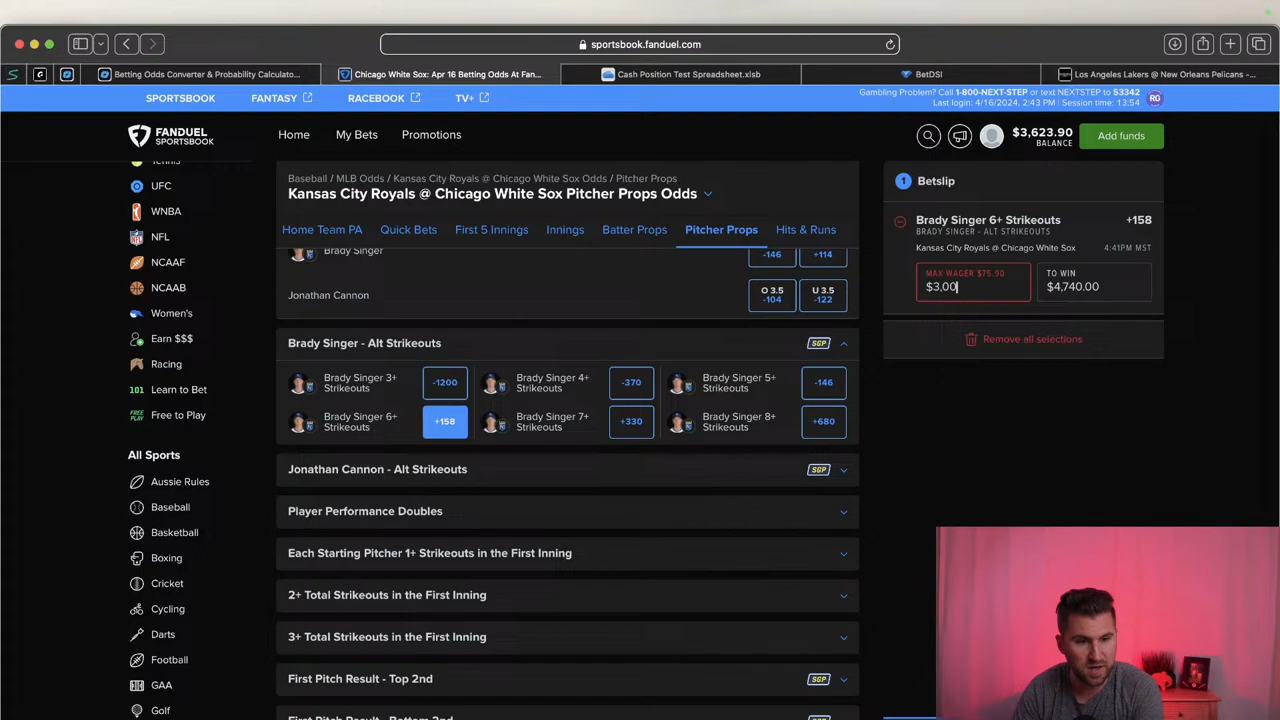 sportsbook.fanduel.com
Betting Odds Converter & Probability Calculato...
Chicago White Sox: Apr 16 Betting Odds At Fan...
Cash Position Test Spreadsheet.xlsb
BetDSI
Los Angeles Lakers @ New Orleans Pelicans -...
SPORTSBOOK
FANTASY
RACEBOOK
TV+
Gambling Problem? Call 1-800-NEXT-STEP or text NEXTSTEP to 53342
Last login: 4/16/2024, 2:43 PM | Session time: 13:54
RG
FANDUEL
SPORTSBOOK
Home
My Bets
Promotions
$3,623.90
BALANCE
Add funds
Tennis
UFC
WNBA
NFL
NCAAF
NCAAB
Women's
Earn $$$
Racing
101 Learn to Bet
FREE PLAY Free to Play
All Sports
Aussie Rules
Baseball
Basketball
Boxing
Cricket
Cycling
Darts
Football
GAA
Golf
Baseball / MLB Odds / Kansas City Royals @ Chicago White Sox Odds / Pitcher Props
Kansas City Royals @ Chicago White Sox Pitcher Props Odds
Home Team PA
Quick Bets
First 5 Innings
Innings
Batter Props
Pitcher Props
Hits & Runs
Brady Singer
-146
+114
Jonathan Cannon
O 3.5
-104
U 3.5
-122
Brady Singer - Alt Strikeouts
SGP
Brady Singer 3+
Strikeouts
-1200
Brady Singer 4+
Strikeouts
-370
Brady Singer 5+
Strikeouts
-146
Brady Singer 6+
Strikeouts
+158
Brady Singer 7+
Strikeouts
+330
Brady Singer 8+
Strikeouts
+680
Jonathan Cannon - Alt Strikeouts
SGP
Player Performance Doubles
Each Starting Pitcher 1+ Strikeouts in the First Inning
2+ Total Strikeouts in the First Inning
3+ Total Strikeouts in the First Inning
First Pitch Result - Top 2nd
SGP
First Pitch Result - Bottom 2nd
1 Betslip
Brady Singer 6+ Strikeouts
+158
BRADY SINGER - ALT STRIKEOUTS
Kansas City Royals @ Chicago White Sox
4:41PM MST
MAX WAGER $75.90
$3,00
TO WIN
$4,740.00
Remove all selections